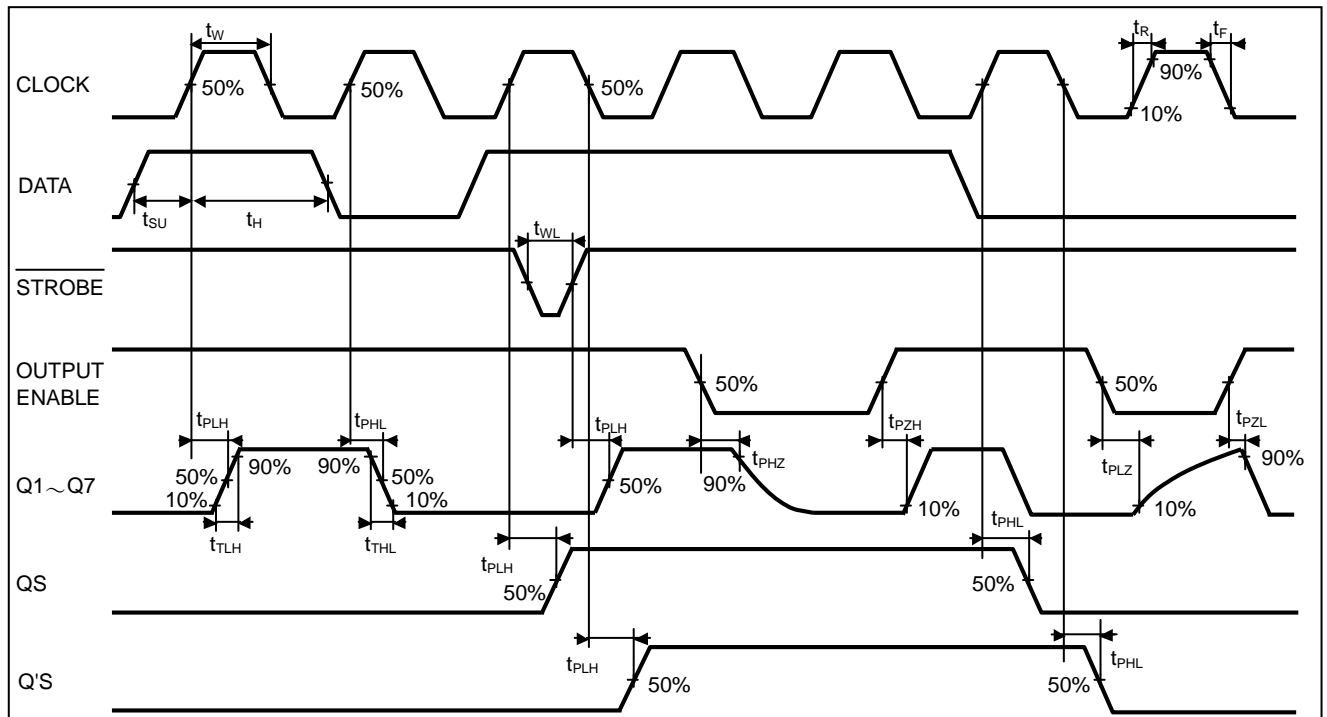 tW
tR
tF
CLOCK
50%
50%
50%
90%
10%
DATA
tSU
tH
tWL
STROBE
OUTPUT
ENABLE
50%
50%
tPLH
tPHL
tPLH
tPHZ
tPZH
tPLZ
tPZL
Q1~Q7
50%
10%
90%
90%
50%
10%
50%
90%
10%
10%
90%
tTLH
tTHL
tPLH
tPHL
QS
50%
50%
tPLH
tPHL
Q'S
50%
50%